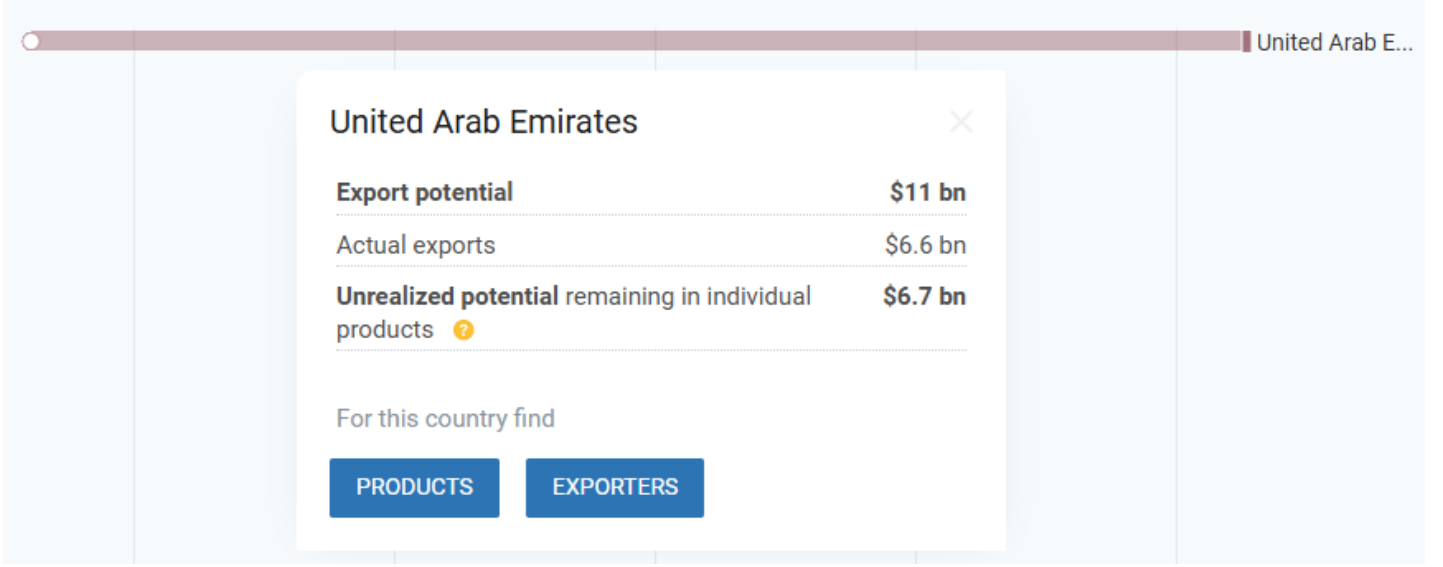 United Arab E...
United Arab Emirates
Export potential $11 bn
Actual exports $6.6 bn
Unrealized potential remaining in individual $6.7 bn
products ?
For this country find
PRODUCTS EXPORTERS